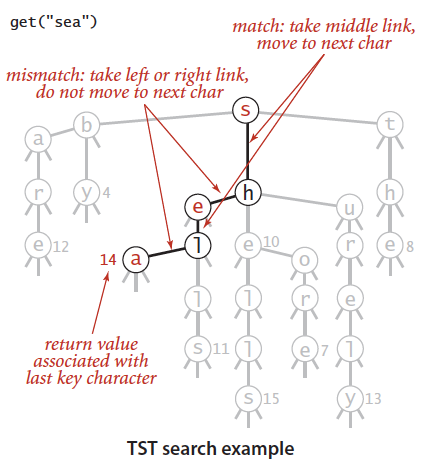 get("sea")
match: take middle link,
move to next char
mismatch: take left or right link,
do not move to next char
s
b
t
a
r
y 4
e
h
u
h
e 12
14 a
l
e 10
o
r
e 8
l
l
r
e
s 11
l
e 7
l
s 15
y 13
return value
associated with
last key character
TST search example